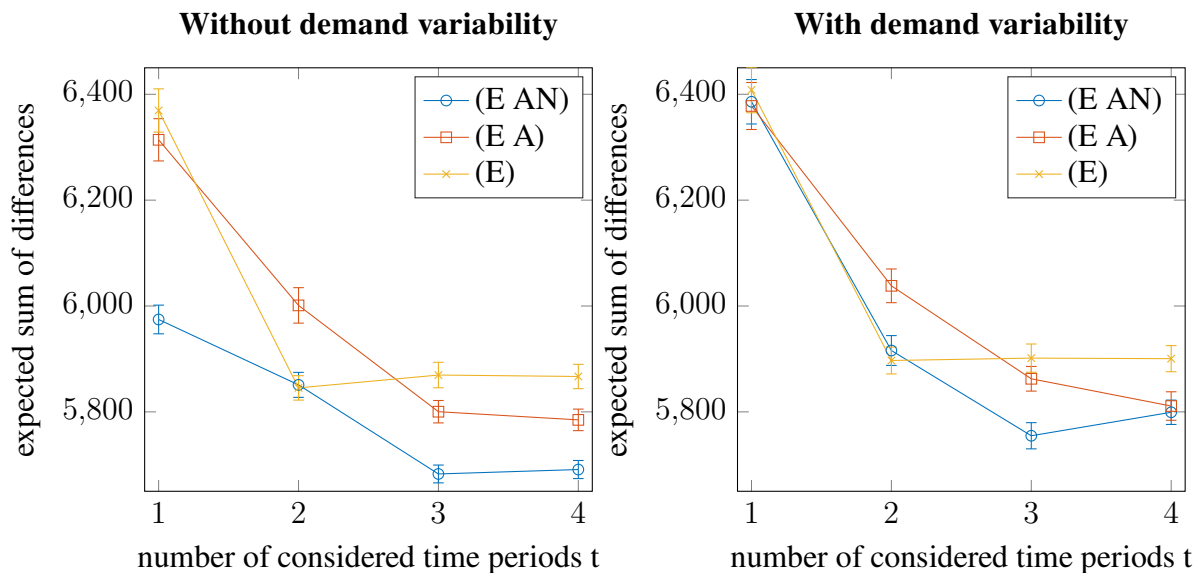 Without demand variability
expected sum of differences
6,400
6,200
6,000
5,800
(E AN)
(E A)
(E)
1 2 3 4
number of considered time periods t
With demand variability
expected sum of differences
6,400
6,200
6,000
5,800
(E AN)
(E A)
(E)
1 2 3 4
number of considered time periods t